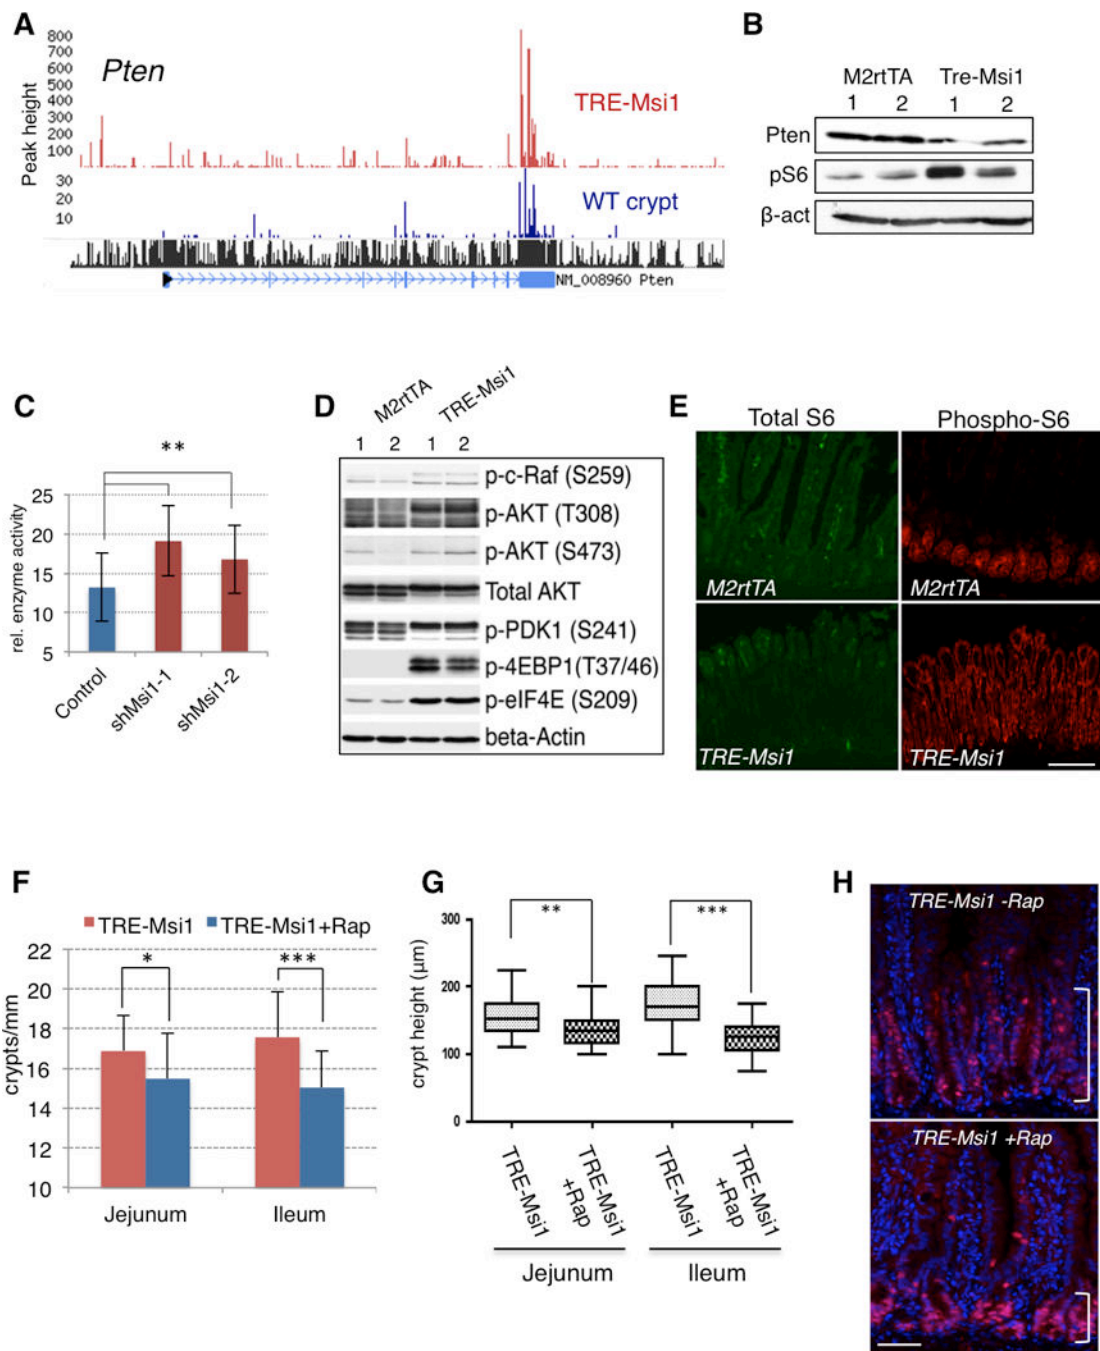 A
Pten
Peak height
800
700
600
500
400
300
200
100
TRE-Msi1
30
20
10
WT crypt
NM_008960 Pten
B
M2rtTA Tre-Msi1
1 2 1 2
Pten
pS6
β-act
C
**
rel. enzyme activity
25
20
15
10
5
Control
shMsi1-1
shMsi1-2
D
M2rtTA TRE-Msi1
1 2 1 2
p-c-Raf (S259)
p-AKT (T308)
p-AKT (S473)
Total AKT
p-PDK1 (S241)
p-4EBP1(T37/46)
p-eIF4E (S209)
beta-Actin
E
Total S6 Phospho-S6
M2rtTA M2rtTA
TRE-Msi1 TRE-Msi1
F
TRE-Msi1 TRE-Msi1+Rap
crypts/mm
22
20
18
16
14
12
10
* ***
Jejunum Ileum
G
crypt height (µm)
300
200
100
0
** ***
TRE-Msi1
TRE-Msi1
+Rap
TRE-Msi1
TRE-Msi1
+Rap
Jejunum Ileum
H
TRE-Msi1 -Rap
TRE-Msi1 +Rap